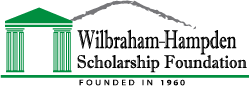 Wilbraham-Hampden
Scholarship Foundation
FOUNDED IN 1960